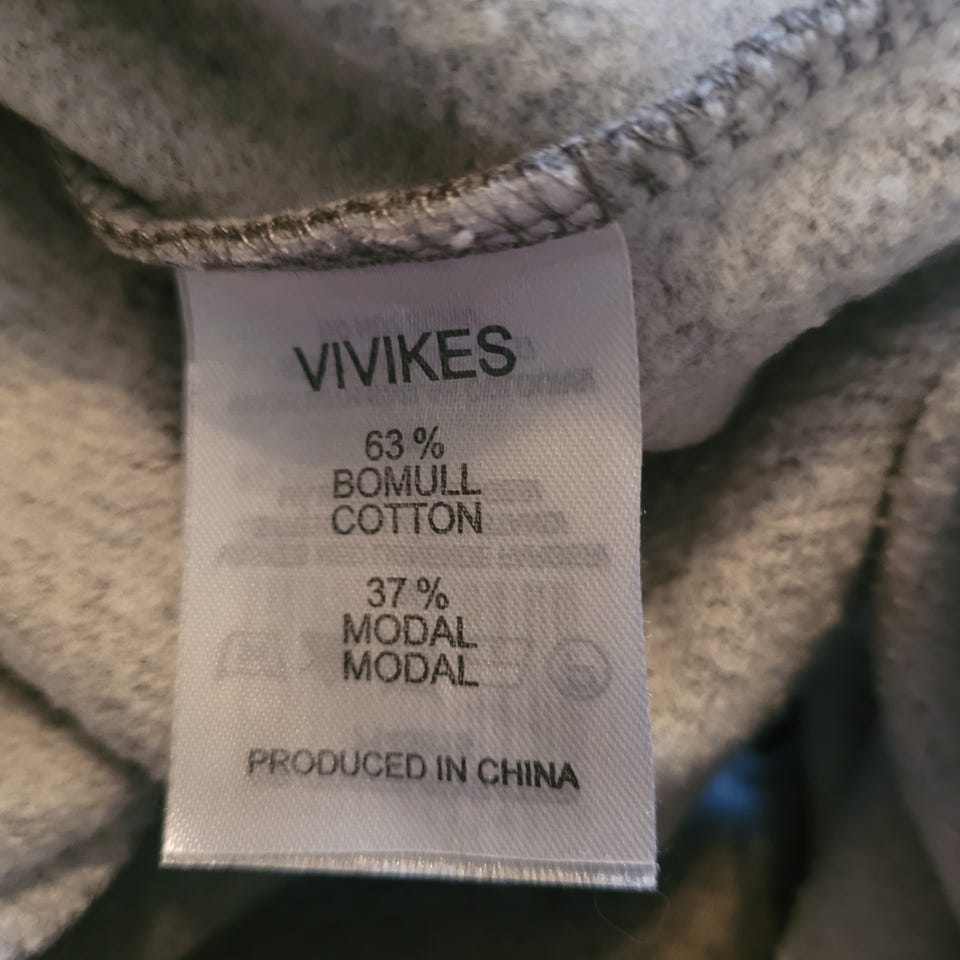 VIVIKES
63 %
BOMULL
COTTON
37 %
MODAL
MODAL
PRODUCED IN CHINA